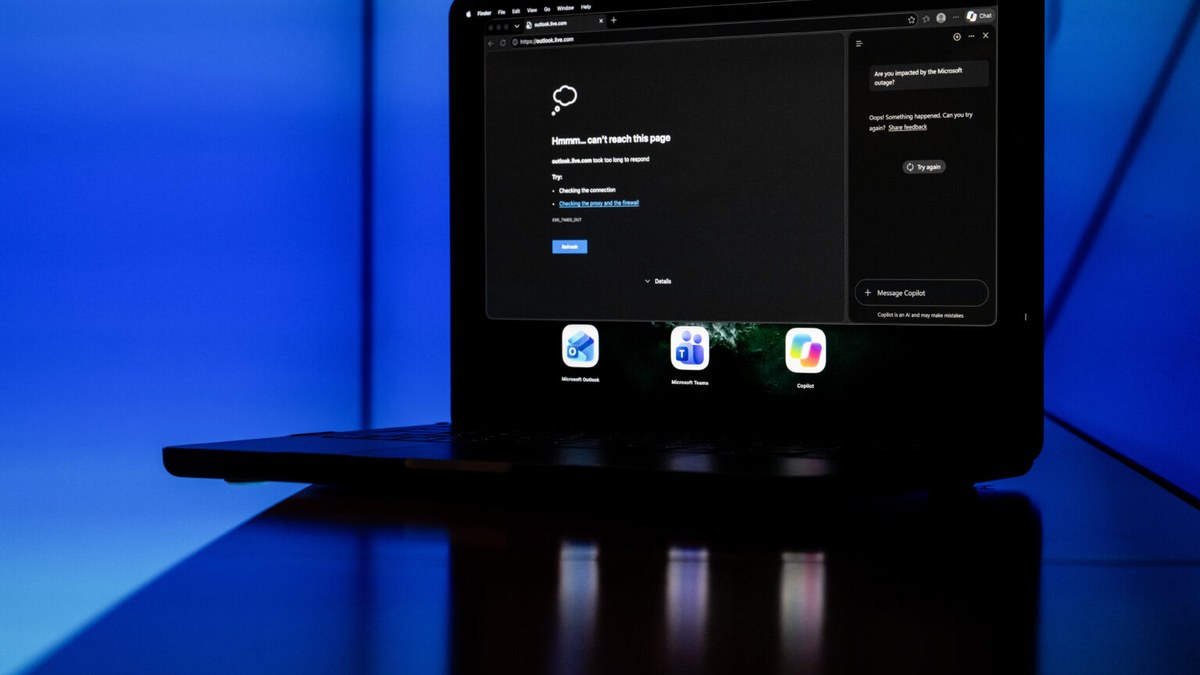 Finder File Edit View Go Window Help
outlook.live.com
Chat
https://outlook.live.com
Hmmm... can't reach this page
outlook.live.com took too long to respond
Try:
• Checking the connection
• Checking the proxy and the firewall
ERR_TIMED_OUT
Refresh
Details
Are you impacted by the Microsoft
outage?
Oops! Something happened. Can you try
again? Share feedback
Try again
Message Copilot
Copilot is an AI and may make mistakes
Microsoft Outlook
Microsoft Teams
Copilot